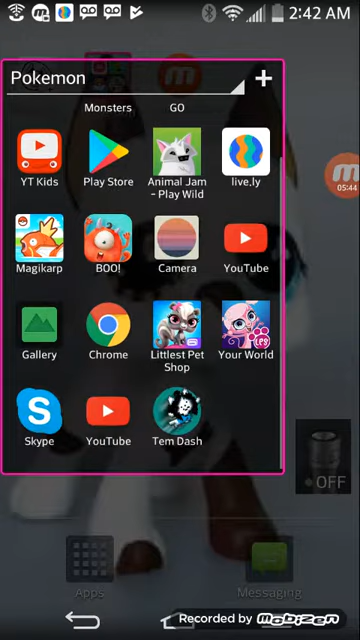 2:42 AM
Pokemon
+
Monsters GO
YT Kids Play Store Animal Jam live.ly
- Play Wild
Magikarp BOO! Camera YouTube
Gallery Chrome Littlest Pet Your World
Shop
Skype YouTube Tem Dash
05:44
OFF
Apps Messaging
Recorded by Mobizen